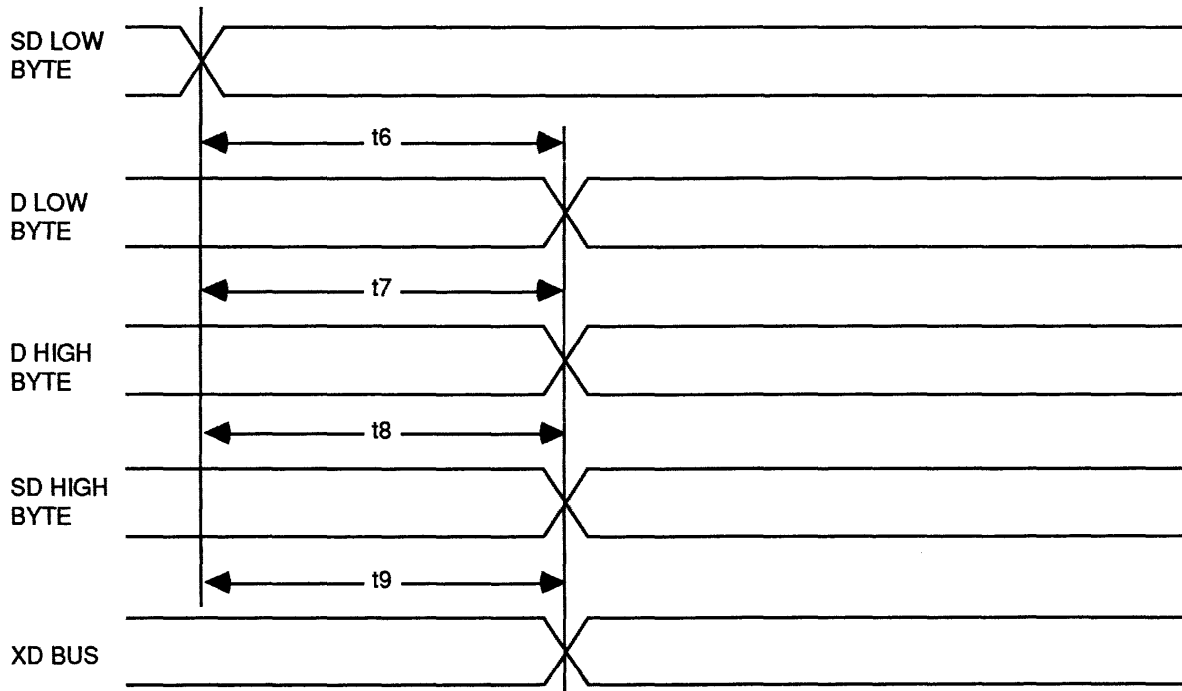 SD LOW
BYTE
t6
D LOW
BYTE
t7
D HIGH
BYTE
t8
SD HIGH
BYTE
t9
XD BUS